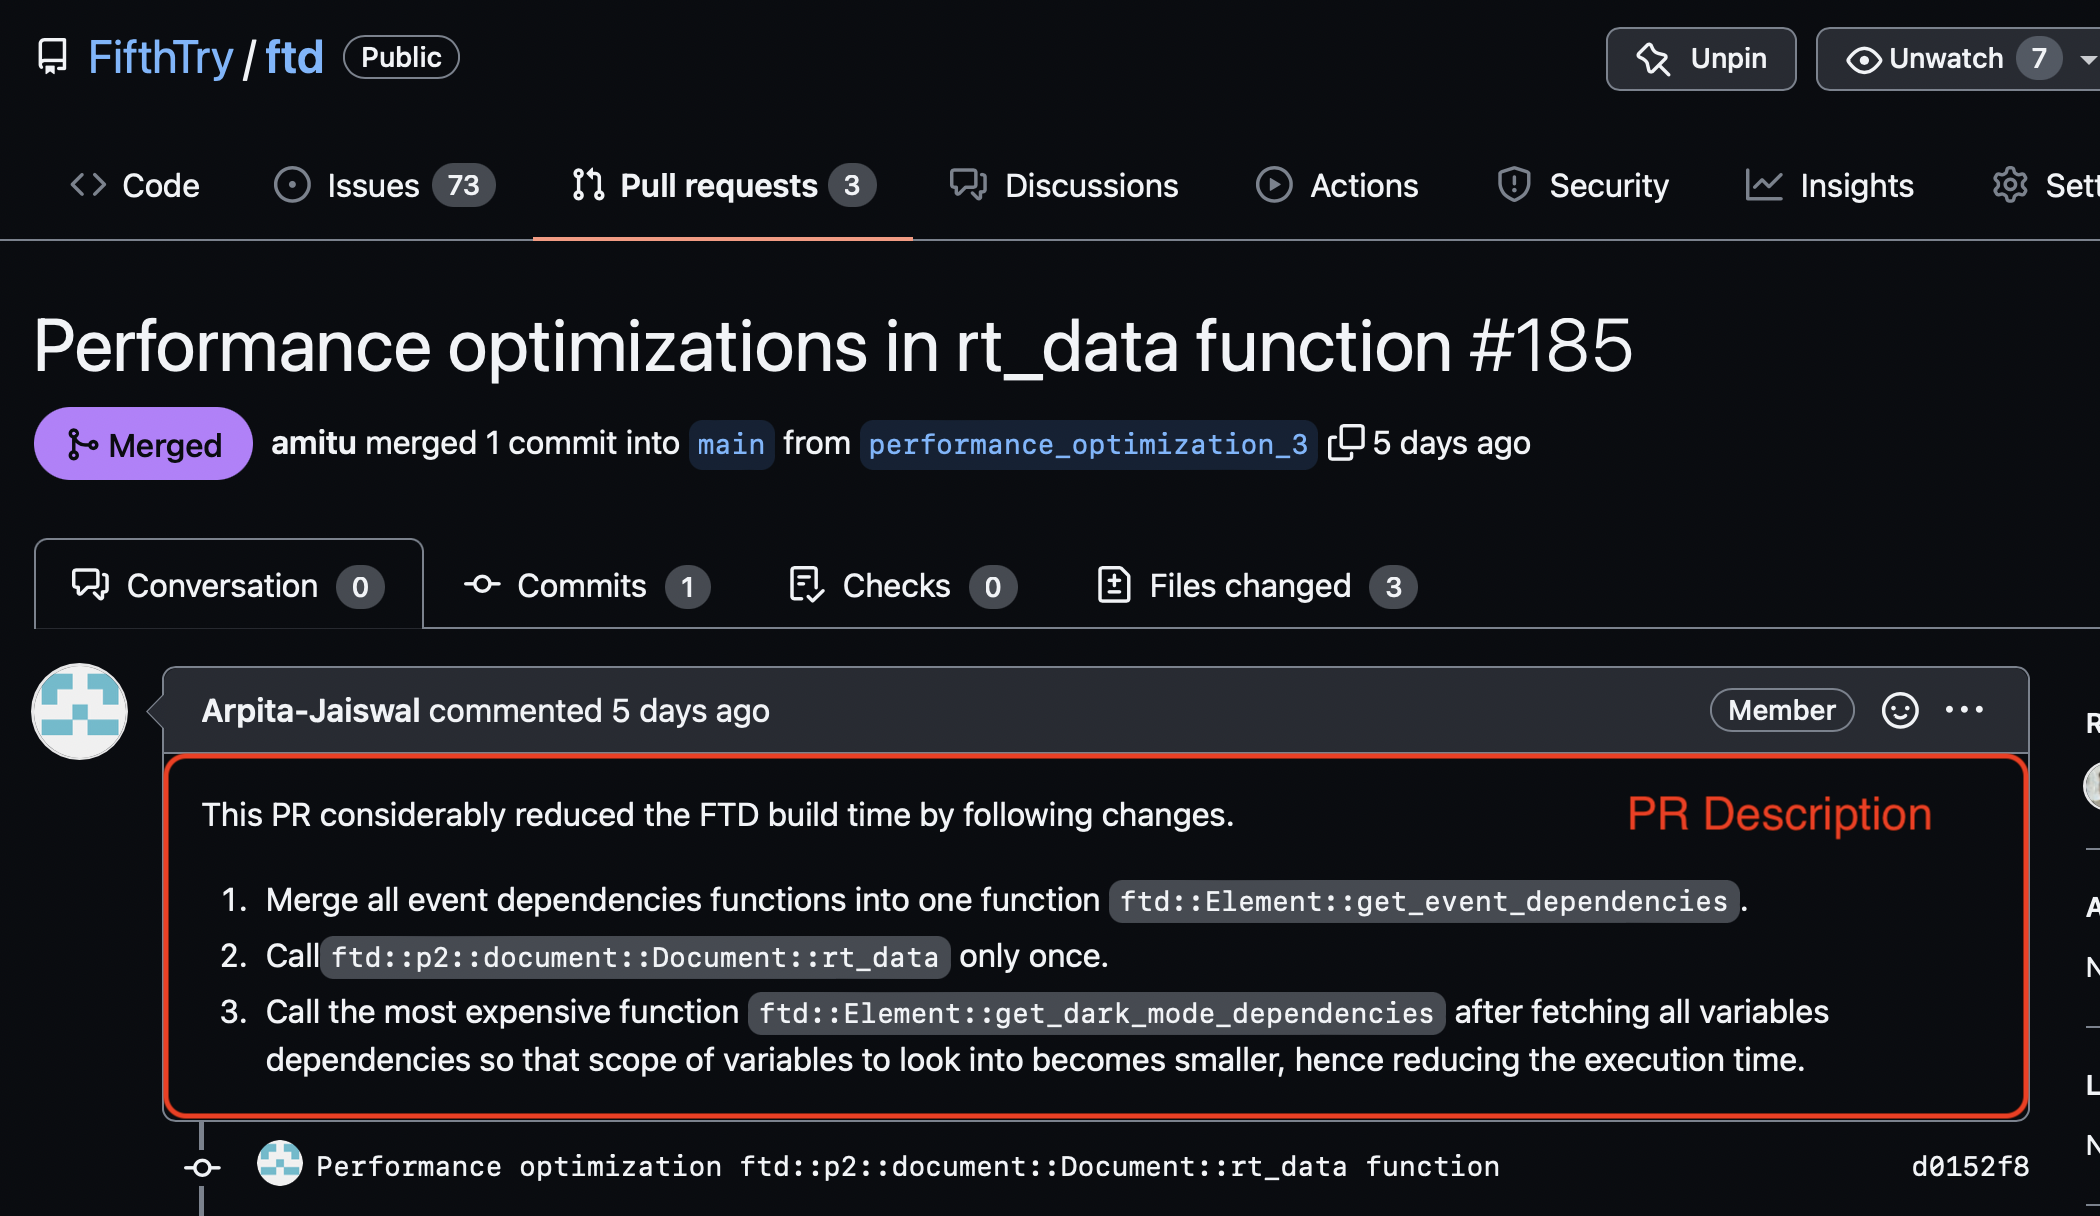 FifthTry / ftd Public Unpin Unwatch 7
Code Issues 73 Pull requests 3 Discussions Actions Security Insights
Performance optimizations in rt_data function #185
Merged amitu merged 1 commit into main from performance_optimization_3 5 days ago
Conversation 0 Commits 1 Checks 0 Files changed 3
Arpita-Jaiswal commented 5 days ago Member
This PR considerably reduced the FTD build time by following changes. PR Description
1. Merge all event dependencies functions into one function ftd::Element::get_event_dependencies.
2. Call ftd::p2::document::Document::rt_data only once.
3. Call the most expensive function ftd::Element::get_dark_mode_dependencies after fetching all variables
dependencies so that scope of variables to look into becomes smaller, hence reducing the execution time.
Performance optimization ftd::p2::document::Document::rt_data function d0152f8